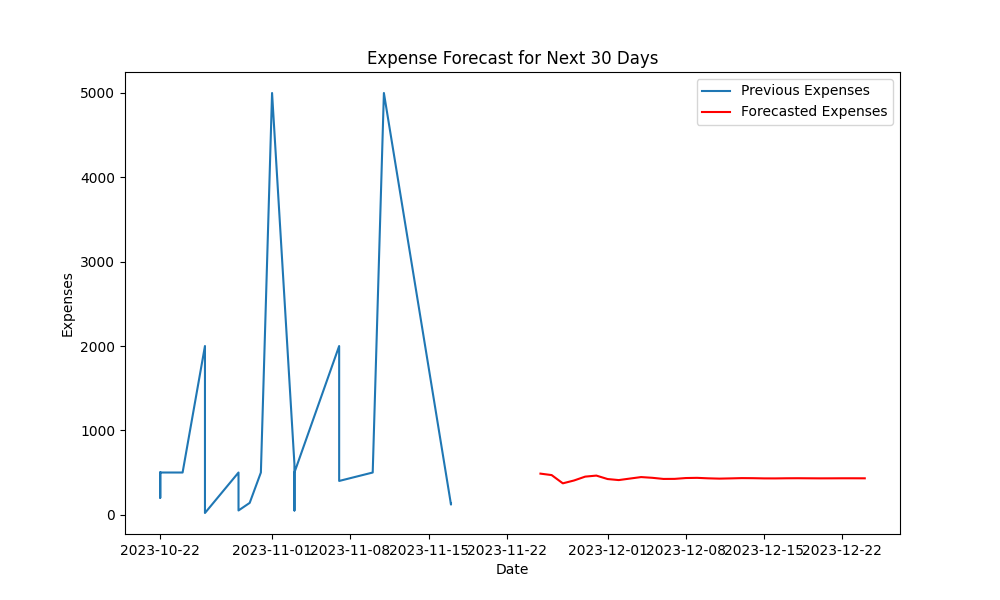 Expense Forecast for Next 30 Days
Previous Expenses
Forecasted Expenses
5000
4000
3000
2000
1000
0
Expenses
2023-10-22 2023-11-01 2023-11-08 2023-11-15 2023-11-22 2023-12-01 2023-12-08 2023-12-15 2023-12-22
Date